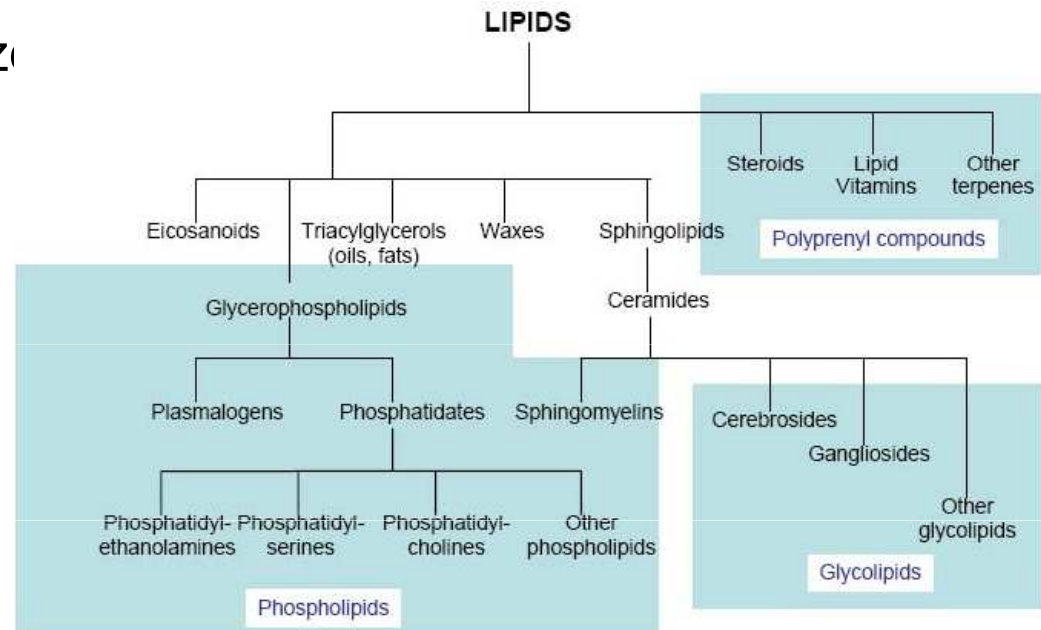 LIPIDS
Steroids
Lipid
Vitamins
Other
terpenes
Polyprenyl compounds
Eicosanoids
Triacylglycerols
(oils, fats)
Waxes
Sphingolipids
Ceramides
Glycerophospholipids
Plasmalogens
Phosphatidates
Sphingomyelins
Cerebrosides
Gangliosides
Other
glycolipids
Glycolipids
Phosphatidyl-
ethanolamines
Phosphatidyl-
serines
Phosphatidyl-
cholines
Other
phospholipids
Phospholipids